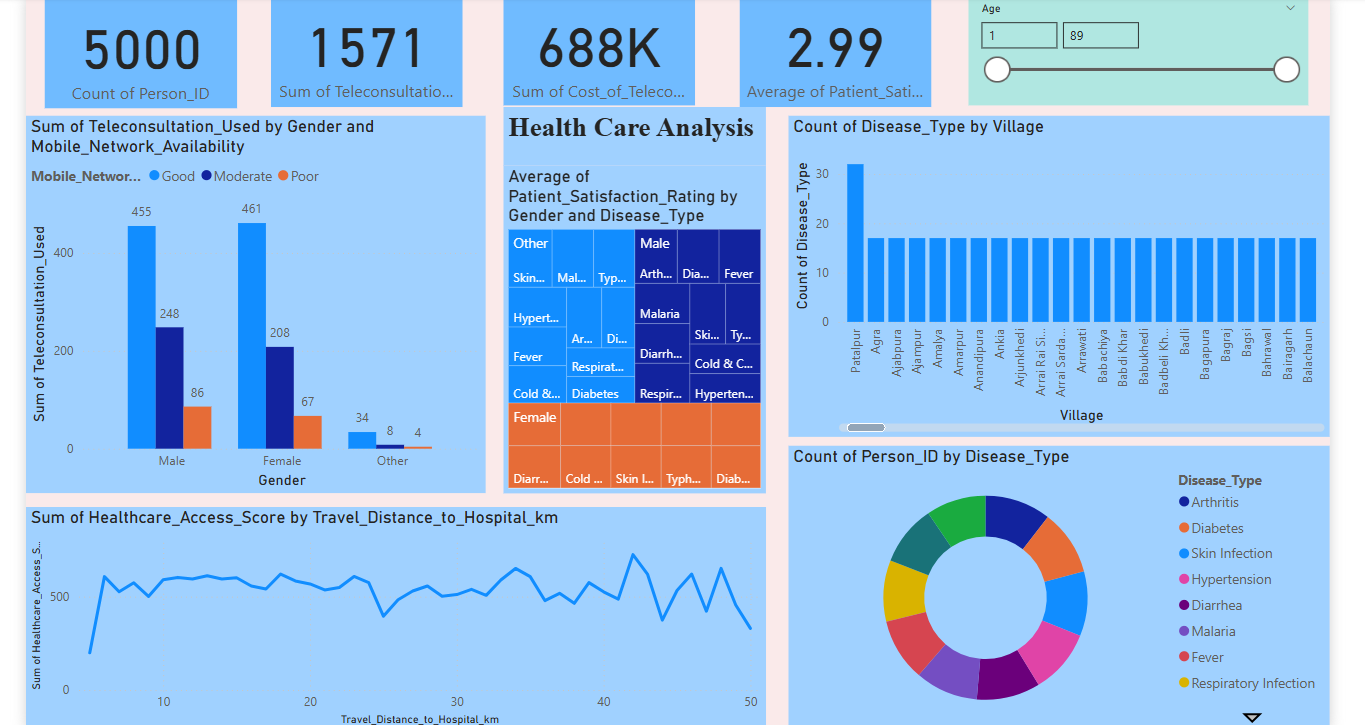 5000
Count of Person_ID
1571
Sum of Teleconsultatio...
688K
Sum of Cost_of_Teleco...
2.99
Average of Patient_Sati...
Age
1
89
Sum of Teleconsultation_Used by Gender and
Mobile_Network_Availability
Mobile_Networ...
Good
Moderate
Poor
Sum of Teleconsultation_Used
400
200
0
455
248
86
461
208
67
34
8
4
Male
Female
Other
Gender
Health Care Analysis
Average of
Patient_Satisfaction_Rating by
Gender and Disease_Type
Other
Skin...
Mal...
Typ...
Hypert...
Ar...
Di...
Fever
Respirat...
Cold &...
Diabetes
Male
Arth...
Dia...
Fever
Malaria
Ski...
Ty...
Diarrh...
Cold & C...
Respir...
Hyperten...
Female
Diarr...
Cold ...
Skin I...
Typh...
Diab...
Count of Disease_Type by Village
Count of Disease_Type
30
20
10
0
Patalpur
Agra
Ajabpura
Ajampur
Amalya
Amarpur
Anandipura
Ankia
Arjunkhedi
Arrai Rai Si...
Arrai Sarda...
Arrawati
Babachiya
Babdi Khar
Babukhedi
Badbeli Kh...
Badli
Bagapura
Bagraj
Bagsi
Bahrawal
Bairagarh
Balachaun
Village
Sum of Healthcare_Access_Score by Travel_Distance_to_Hospital_km
Sum of Healthcare_Access_S...
500
0
10
20
30
40
50
Travel_Distance_to_Hospital_km
Count of Person_ID by Disease_Type
Disease_Type
Arthritis
Diabetes
Skin Infection
Hypertension
Diarrhea
Malaria
Fever
Respiratory Infection